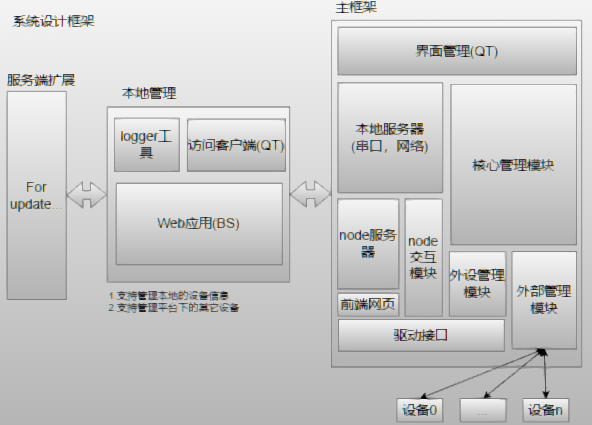 系统设计框架
主框架
服务端扩展
For
update...
本地管理
logger工
具
访问客户端(QT)
Web应用(BS)
1.支持管理本地的设备信息
2.支持管理平台下的其它设备
界面管理(QT)
本地服务器
(串口，网络)
核心管理模块
node服务
器
node
交互
模块
前端网页
外设管理
模块
外部管理
模块
驱动接口
设备0
...
设备n